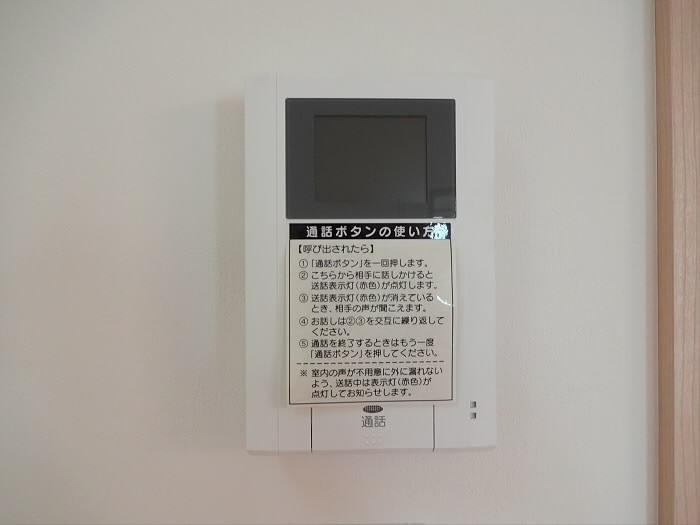 通話ボタンの使い方
【呼び出されたら】
①「通話ボタン」を一回押します。
②こちらから相手に話しかけると
送話表示灯(赤色)が点灯します。
③送話表示灯(赤色)が消えている
とき、相手の声が聞こえます。
④お話しは②③を交互に繰り返して
ください。
⑤通話を終了するときはもう一度
「通話ボタン」を押してください。
※室内の声が不用意に外に漏れない
よう、送話中は表示灯(赤色)が
点灯してお知らせします。
通話